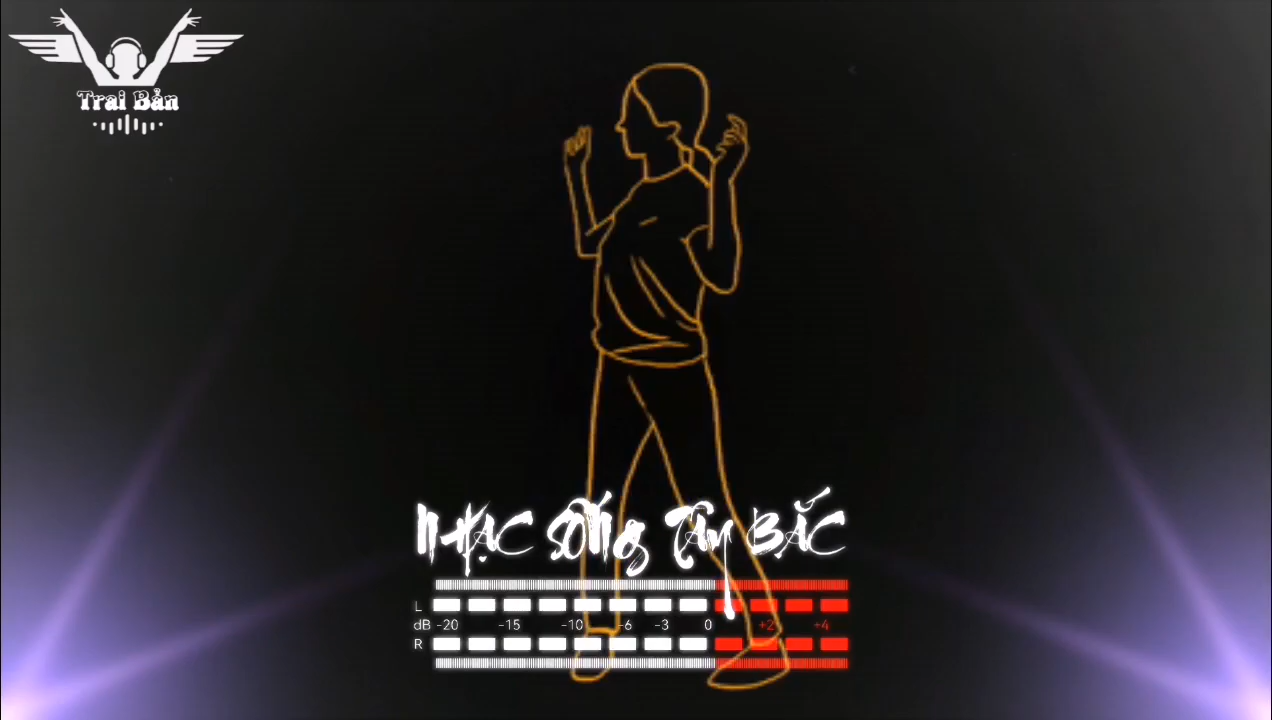 Trai Bản
NHẠC SỐNG TÂY BẮC
L
dB -20 -15 -10 -6 -3 0 +2 +4
R